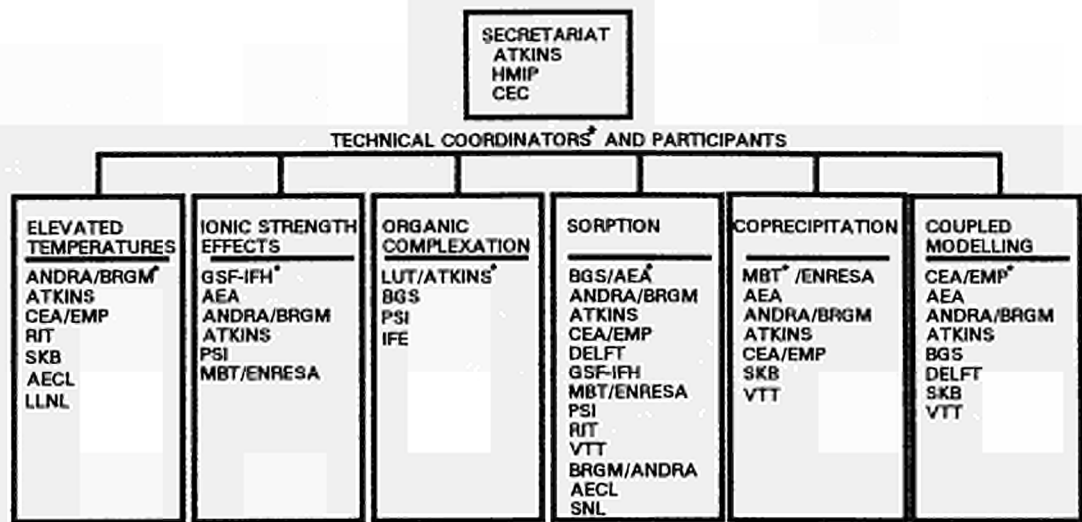 SECRETARIAT
ATKINS
HMIP
CEC
TECHNICAL COORDINATORS* AND PARTICIPANTS
ELEVATED
TEMPERATURES
ANDRA/BRGM*
ATKINS
CEA/EMP
RIT
SKB
AECL
LLNL
IONIC STRENGTH
EFFECTS
GSF-IFH*
AEA
ANDRA/BRGM
ATKINS
PSI
MBT/ENRESA
ORGANIC
COMPLEXATION
LUT/ATKINS*
BGS
PSI
IFE
SORPTION
BGS/AEA*
ANDRA/BRGM
ATKINS
CEA/EMP
DELFT
GSF-IFH
MBT/ENRESA
PSI
RIT
VTT
BRGM/ANDRA
AECL
SNL
COPRECIPITATION
MBT* /ENRESA
AEA
ANDRA/BRGM
ATKINS
CEA/EMP
SKB
VTT
COUPLED
MODELLING
CEA/EMP*
AEA
ANDRA/BRGM
ATKINS
BGS
DELFT
SKB
VTT